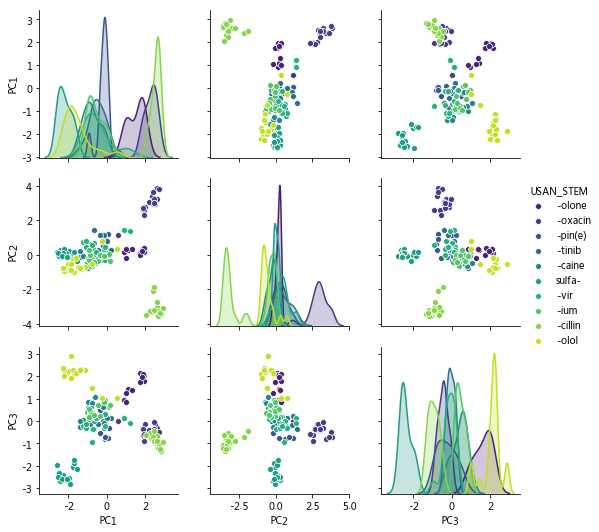 PC1
3
2
1
0
-1
-2
-3
PC2
4
2
0
-2
-4
USAN_STEM
-olone
-oxacin
-pin(e)
-tinib
-caine
sulfa-
-vir
-ium
-cillin
-olol
PC3
3
2
1
0
-1
-2
-3
-2 0 2
-2.5 0.0 2.5 5.0
-2 0 2
PC1 PC2 PC3